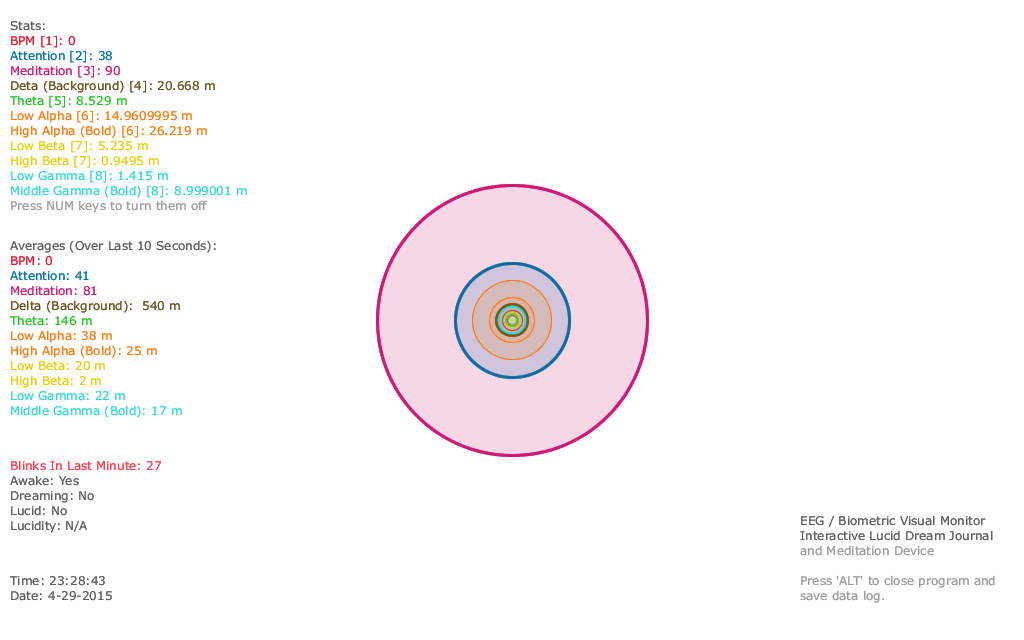 Stats:
BPM [1]: 0
Attention [2]: 38
Meditation [3]: 90
Deta (Background) [4]: 20.668 m
Theta [5]: 8.529 m
Low Alpha [6]: 14.9609995 m
High Alpha (Bold) [6]: 26.219 m
Low Beta [7]: 5.235 m
High Beta [7]: 0.9495 m
Low Gamma [8]: 1.415 m
Middle Gamma (Bold) [8]: 8.999001 m
Press NUM keys to turn them off
Averages (Over Last 10 Seconds):
BPM: 0
Attention: 41
Meditation: 81
Delta (Background):  540 m
Theta: 146 m
Low Alpha: 38 m
High Alpha (Bold): 25 m
Low Beta: 20 m
High Beta: 2 m
Low Gamma: 22 m
Middle Gamma (Bold): 17 m
Blinks In Last Minute: 27
Awake: Yes
Dreaming: No
Lucid: No
Lucidity: N/A
Time: 23:28:43
Date: 4-29-2015
EEG / Biometric Visual Monitor
Interactive Lucid Dream Journal
and Meditation Device
Press 'ALT' to close program and
save data log.